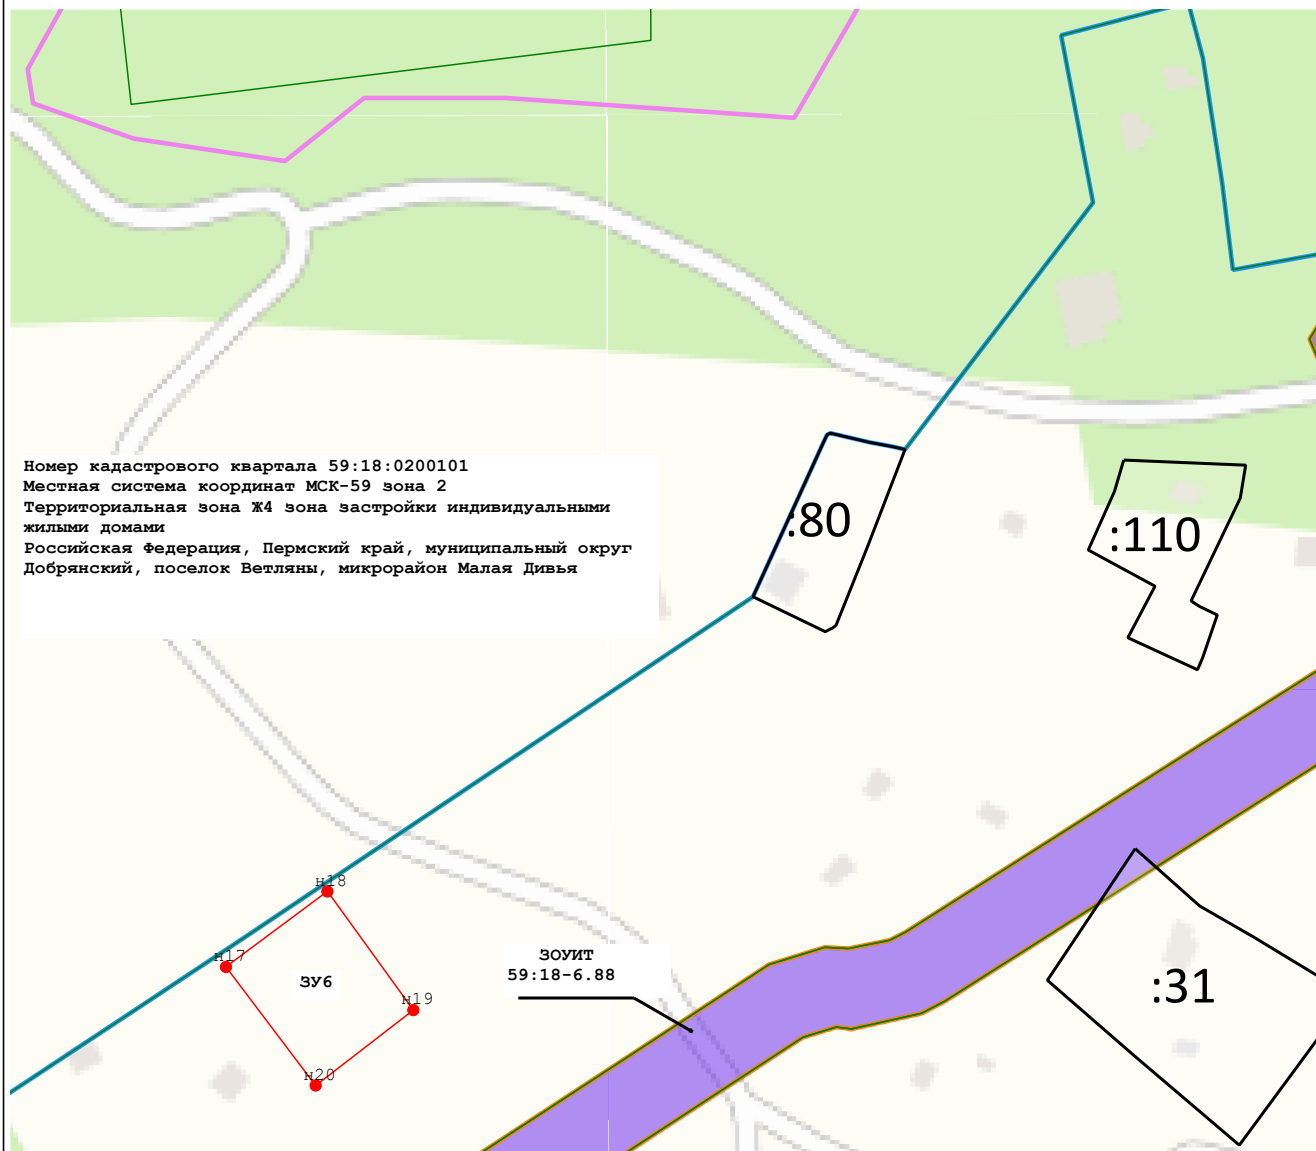 Номер кадастрового квартала 59:18:0200101
Местная система координат МСК-59 зона 2
Территориальная зона Ж4 зона застройки индивидуальными
жилыми домами
Российская Федерация, Пермский край, муниципальный округ
Добрянский, поселок Ветляны, микрорайон Малая Дивья
:80
:110
н18
н17
ЗУ6
н19
н20
ЗОУИТ
59:18-6.88
:31